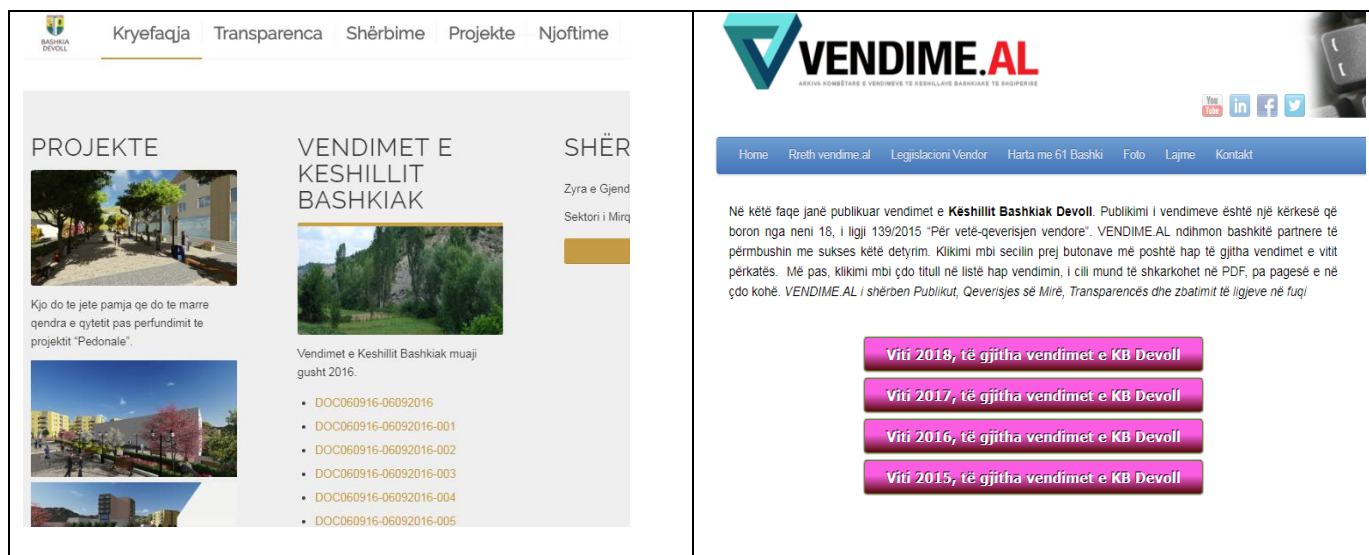 BASHKIA
DEVOLL
Kryefaqja Transparenca Shërbime Projekte Njoftime
PROJEKTE
Kjo do te jete pamja qe do te marre
qendra e qytetit pas perfundimit te
projektit “Pedonale”.
VENDIMET E
KESHILLIT
BASHKIAK
Vendimet e Keshillit Bashkiak muaji
gusht 2016.
• DOC060916-06092016
• DOC060916-06092016-001
• DOC060916-06092016-002
• DOC060916-06092016-003
• DOC060916-06092016-004
• DOC060916-06092016-005
SHËR
Zyra e Gjend
Sektori i Mirq
VENDIME.AL
ARKIVA KOMBËTARE E VENDIMEVE TE KESHILLAVE BASHKIAKE TE SHQIPERISE
You
Tube
in f
Home Rreth vendime.al Legjislacioni Vendor Harta me 61 Bashki Foto Lajme Kontakt
Në këtë faqe janë publikuar vendimet e Këshillit Bashkiak Devoll. Publikimi i vendimeve është një kërkesë që
buron nga neni 18, i ligji 139/2015 “Për vetë-qeverisjen vendore”. VENDIME.AL ndihmon bashkitë partnere të
përmbushin me sukses këtë detyrim. Klikimi mbi secilin prej butonave më poshtë hap të gjitha vendimet e vitit
përkatës. Më pas, klikimi mbi çdo titull në listë hap vendimin, i cili mund të shkarkohet në PDF, pa pagesë e në
çdo kohë. VENDIME.AL i shërben Publikut, Qeverisjes së Mirë, Transparencës dhe zbatimit të ligjeve në fuqi
Viti 2018, të gjitha vendimet e KB Devoll
Viti 2017, të gjitha vendimet e KB Devoll
Viti 2016, të gjitha vendimet e KB Devoll
Viti 2015, të gjitha vendimet e KB Devoll